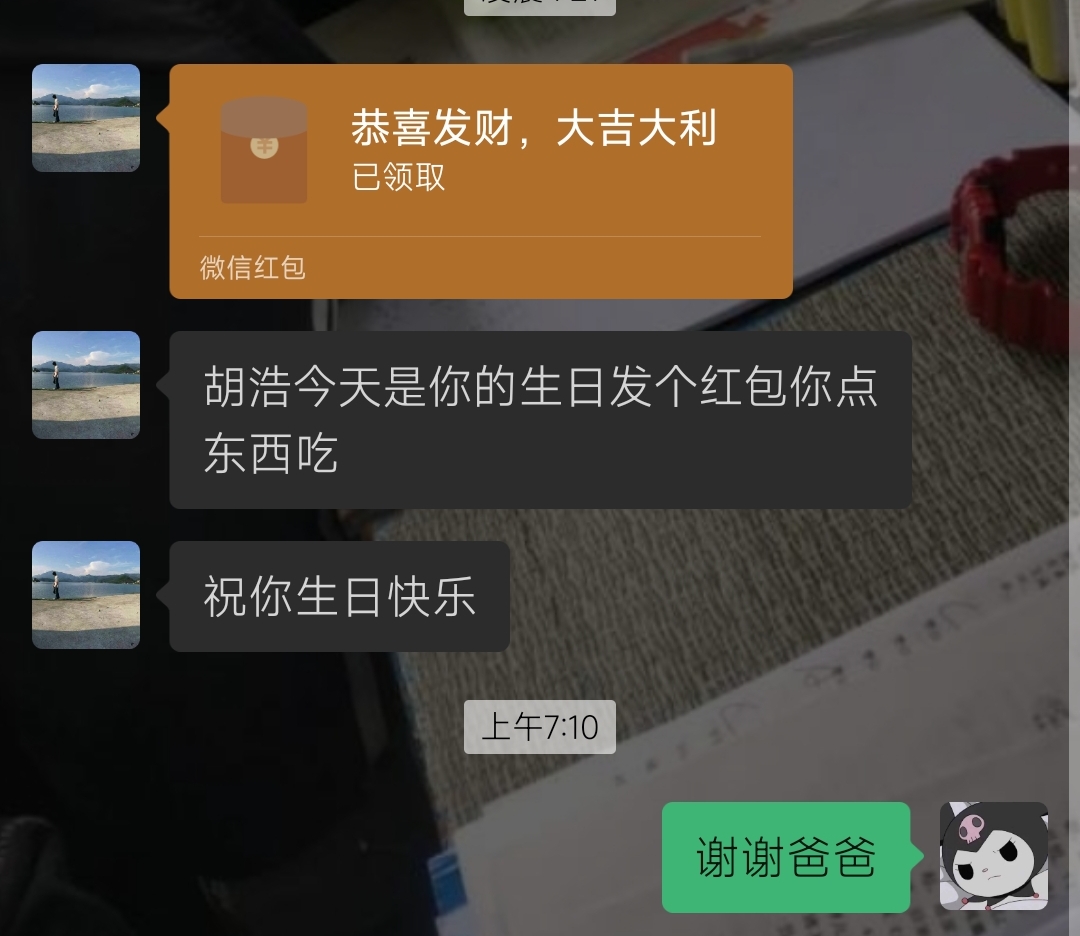 恭喜发财，大吉大利
已领取
微信红包
胡浩今天是你的生日发个红包你点
东西吃
祝你生日快乐
上午7:10
谢谢爸爸